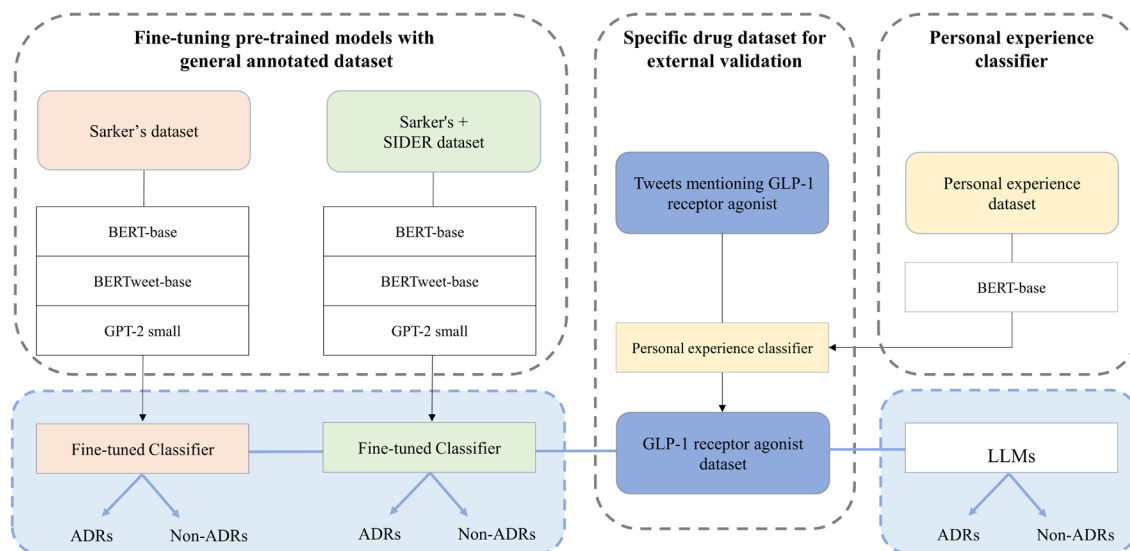 Fine-tuning pre-trained models with
general annotated dataset
Sarker’s dataset
Sarker's +
SIDER dataset
BERT-base
BERTweet-base
GPT-2 small
BERT-base
BERTweet-base
GPT-2 small
Fine-tuned Classifier
Fine-tuned Classifier
ADRs
Non-ADRs
ADRs
Non-ADRs
Specific drug dataset for
external validation
Tweets mentioning GLP-1
receptor agonist
Personal experience classifier
GLP-1 receptor agonist
dataset
Personal experience
classifier
Personal experience
dataset
BERT-base
LLMs
ADRs
Non-ADRs